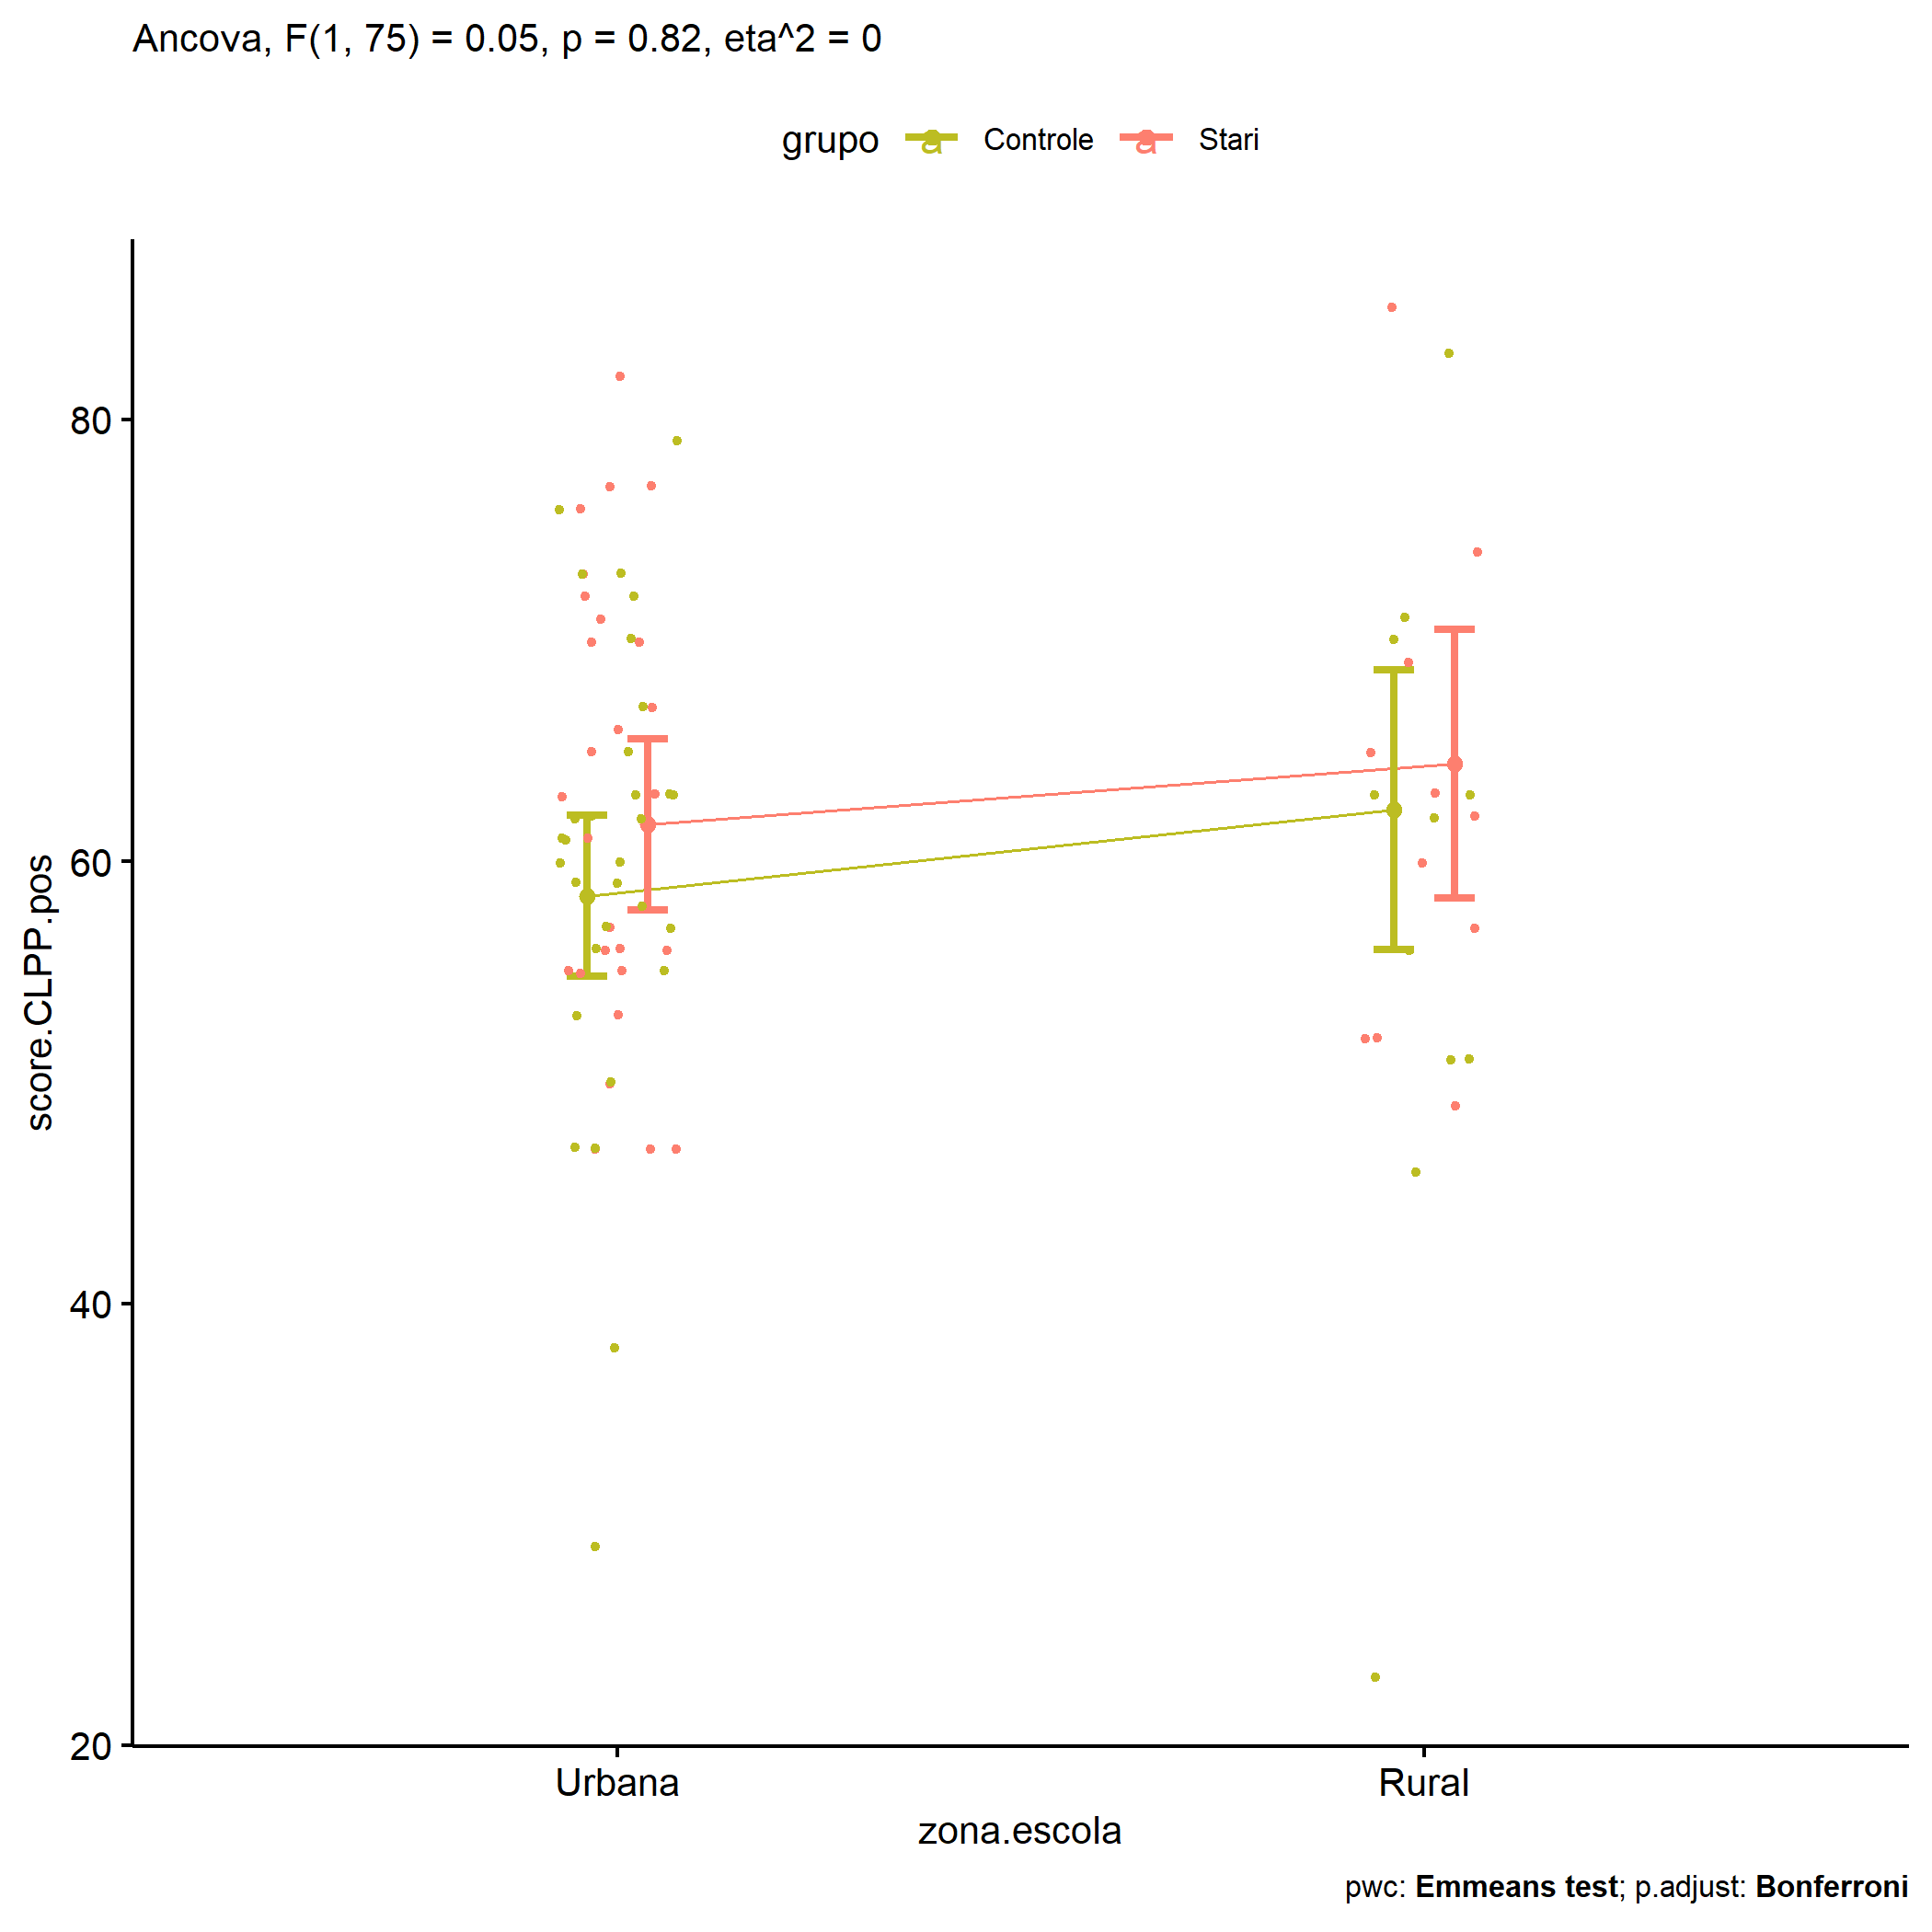 Ancova, F(1, 75) = 0.05, p = 0.82, eta^2 = 0
grupo a Controle a Stari
80
60
40
20
score.CLPP.pos
Urbana Rural
zona.escola
pwc: Emmeans test; p.adjust: Bonferroni